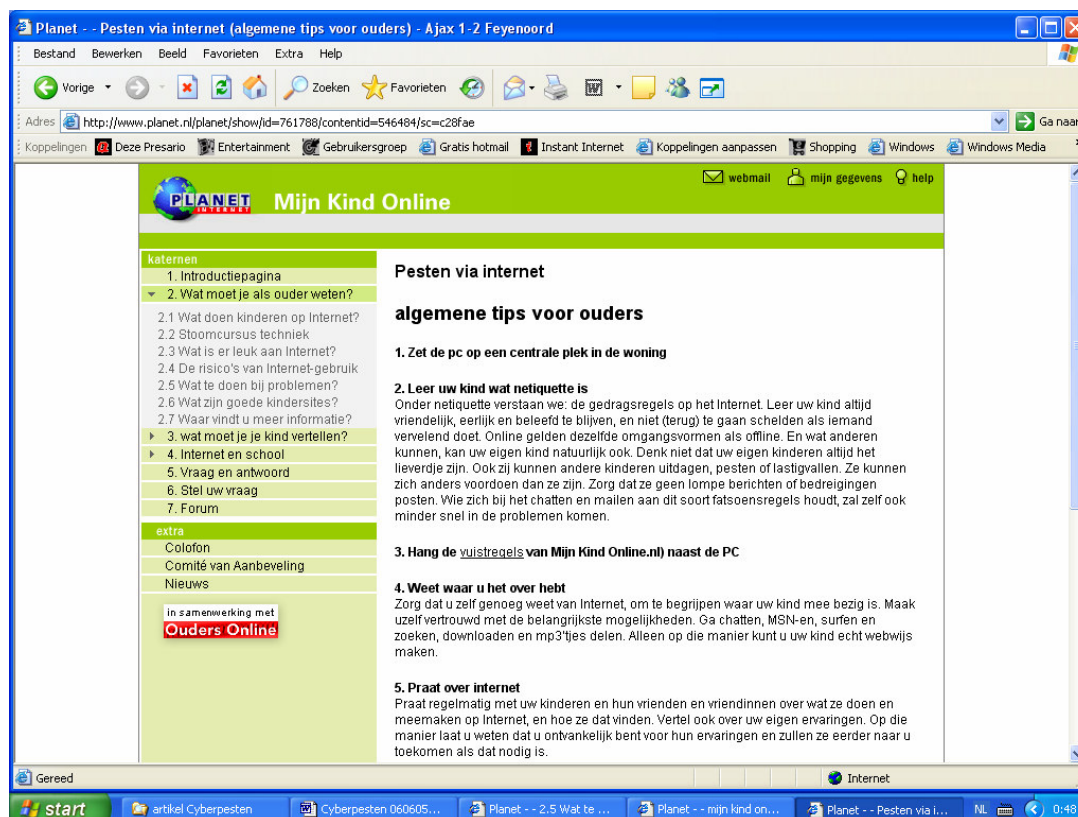 Planet - - Pesten via internet (algemene tips voor ouders) - Ajax 1-2 Feyenoord
Bestand Bewerken Beeld Favorieten Extra Help
Vorige Zoeken Favorieten
Adres http://www.planet.nl/planet/show/id=761788/contentid=546484/sc=c28fae Ga naar
Koppelingen Deze Presario Entertainment Gebruikersgroep Gratis hotmail Instant Internet Koppelingen aanpassen Shopping Windows Windows Media
webmail mijn gegevens help
PLANET INTERNET Mijn Kind Online
katernen
1. Introductiepagina
2. Wat moet je als ouder weten?
2.1 Wat doen kinderen op Internet?
2.2 Stoomcursus techniek
2.3 Wat is er leuk aan Internet?
2.4 De risico's van Internet-gebruik
2.5 Wat te doen bij problemen?
2.6 Wat zijn goede kindersites?
2.7 Waar vindt u meer informatie?
3. wat moet je je kind vertellen?
4. Internet en school
5. Vraag en antwoord
6. Stel uw vraag
7. Forum
extra
Colofon
Comité van Aanbeveling
Nieuws
in samenwerking met
Ouders Online
Pesten via internet
algemene tips voor ouders
1. Zet de pc op een centrale plek in de woning
2. Leer uw kind wat netiquette is
Onder netiquette verstaan we: de gedragsregels op het Internet. Leer uw kind altijd
vriendelijk, eerlijk en beleefd te blijven, en niet (terug) te gaan schelden als iemand
vervelend doet. Online gelden dezelfde omgangsvormen als offline. En wat anderen
kunnen, kan uw eigen kind natuurlijk ook. Denk niet dat uw eigen kinderen altijd het
lieverdje zijn. Ook zij kunnen andere kinderen uitdagen, pesten of lastigvallen. Ze kunnen
zich anders voordoen dan ze zijn. Zorg dat ze geen lompe berichten of bedreigingen
posten. Wie zich bij het chatten en mailen aan dit soort fatsoensregels houdt, zal zelf ook
minder snel in de problemen komen.
3. Hang de vuistregels van Mijn Kind Online.nl) naast de PC
4. Weet waar u het over hebt
Zorg dat u zelf genoeg weet van Internet, om te begrijpen waar uw kind mee bezig is. Maak
uzelf vertrouwd met de belangrijkste mogelijkheden. Ga chatten, MSN-en, surfen en
zoeken, downloaden en mp3'tjes delen. Alleen op die manier kunt u uw kind echt webwijs
maken.
5. Praat over internet
Praat regelmatig met uw kinderen en hun vrienden en vriendinnen over wat ze doen en
meemaken op Internet, en hoe ze dat vinden. Vertel ook over uw eigen ervaringen. Op die
manier laat u weten dat u ontvankelijk bent voor hun ervaringen en zullen ze eerder naar u
toekomen als dat nodig is.
Gereed Internet
start artikel Cyberpesten Cyberpesten 060605... Planet - - 2.5 Wat te ... Planet - - mijn kind on... Planet - - Pesten via i... NL 0:48